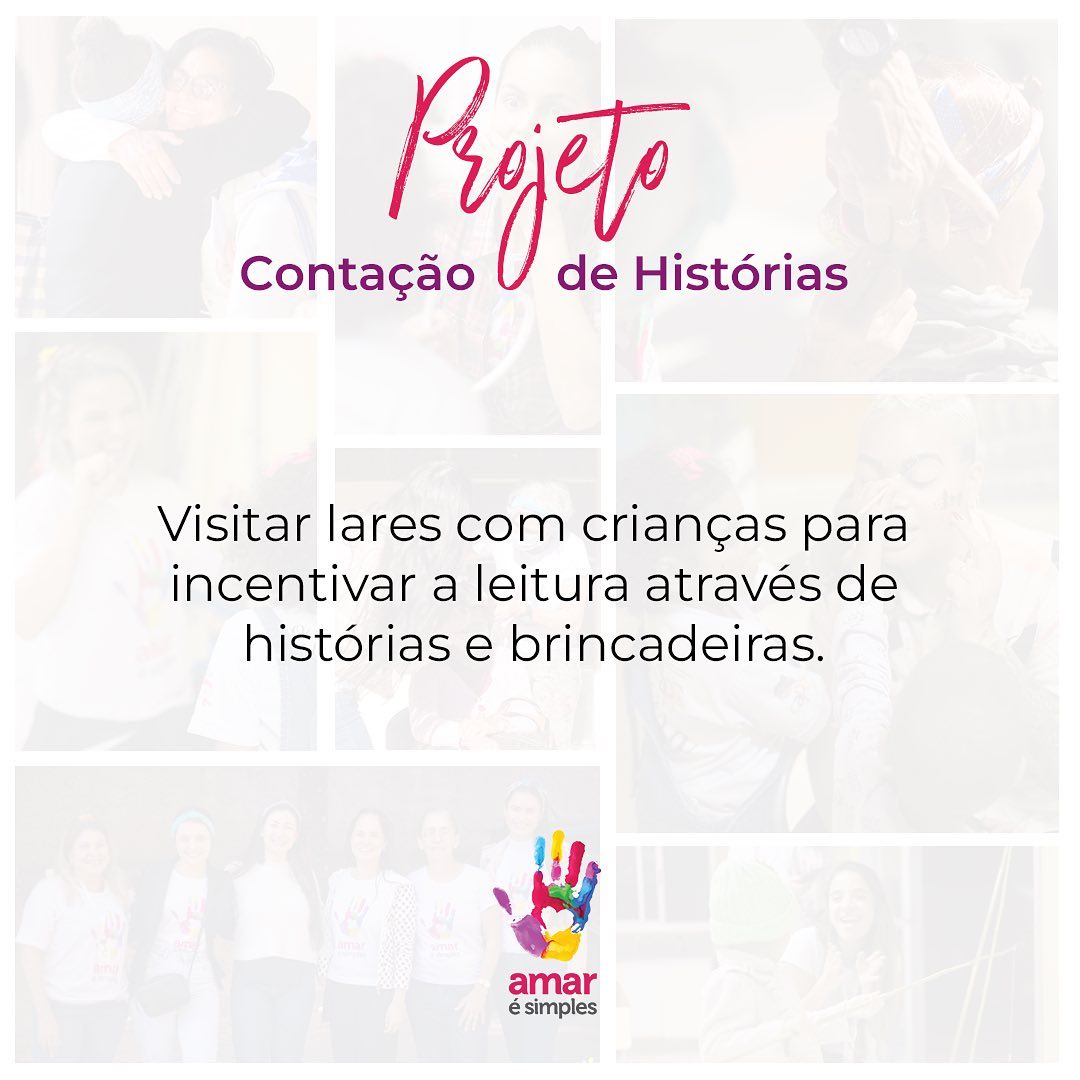 Projeto
Contação de Histórias
Visitar lares com crianças para
incentivar a leitura através de
histórias e brincadeiras.
amar
é simples